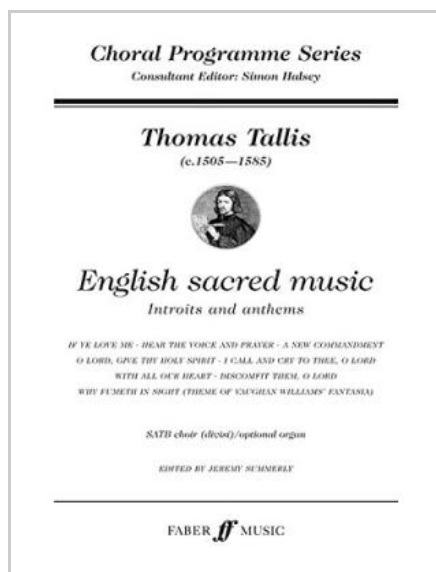 Choral Programme Series
Consultant Editor: Simon Halsey
Thomas Tallis
(c.1505—1585)
English sacred music
Introits and anthems
IF YE LOVE ME · HEAR THE VOICE AND PRAYER · A NEW COMMANDMENT
O LORD, GIVE THY HOLY SPIRIT · I CALL AND CRY TO THEE, O LORD
WITH ALL OUR HEART · DISCOMFIT THEM, O LORD
WHY FUMETH IN SIGHT (THEME OF VAUGHAN WILLIAMS' FANTASIA)
SATB choir (divisi)/optional organ
EDITED BY JEREMY SUMMERLY
FABER ff MUSIC